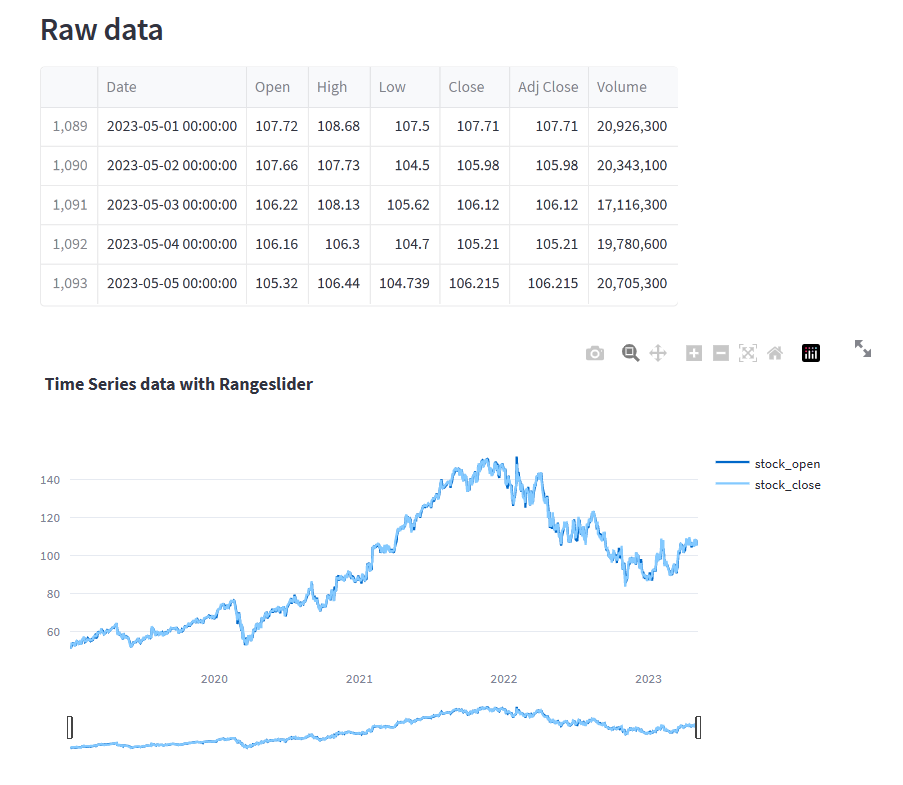 Raw data
Date Open High Low Close Adj Close Volume
1,089 2023-05-01 00:00:00 107.72 108.68 107.5 107.71 107.71 20,926,300
1,090 2023-05-02 00:00:00 107.66 107.73 104.5 105.98 105.98 20,343,100
1,091 2023-05-03 00:00:00 106.22 108.13 105.62 106.12 106.12 17,116,300
1,092 2023-05-04 00:00:00 106.16 106.3 104.7 105.21 105.21 19,780,600
1,093 2023-05-05 00:00:00 105.32 106.44 104.739 106.215 106.215 20,705,300
Time Series data with Rangeslider
stock_open
stock_close
140
120
100
80
60
2020 2021 2022 2023